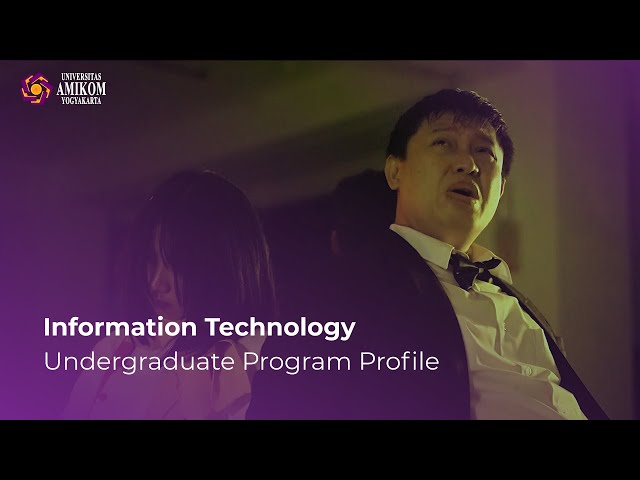 UNIVERSITAS
AMIKOM
YOGYAKARTA
Information Technology
Undergraduate Program Profile